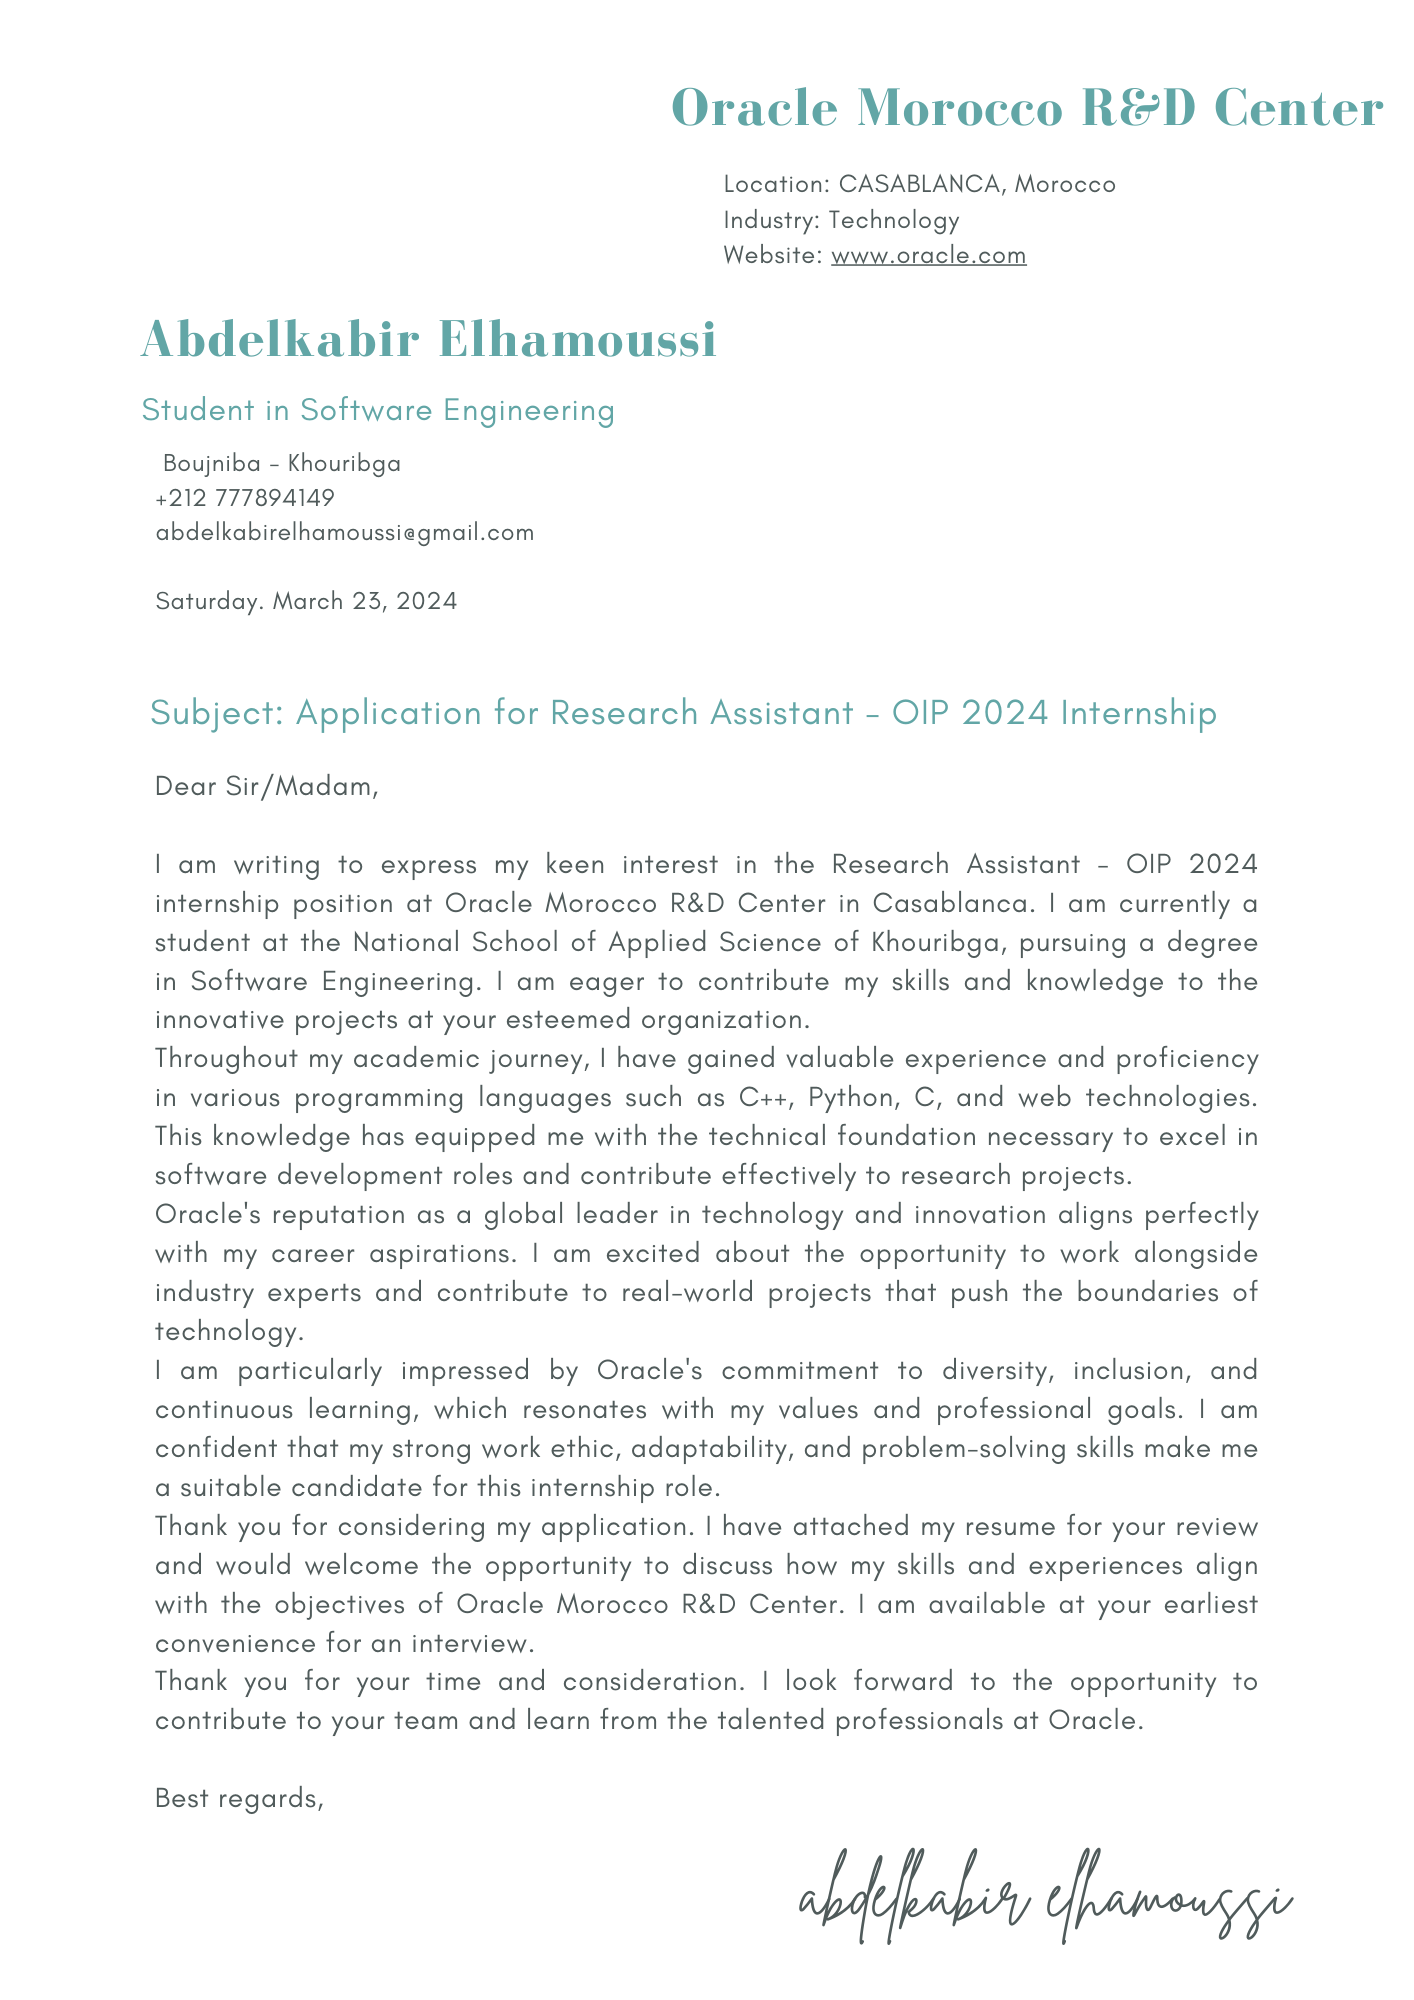 Oracle Morocco R&D Center
Location: CASABLANCA, Morocco
Industry: Technology
Website: www.oracle.com
Abdelkabir Elhamoussi
Student in Software Engineering
Boujniba - Khouribga
+212 777894149
abdelkabirelhamoussi@gmail.com
Saturday. March 23, 2024
Subject: Application for Research Assistant - OIP 2024 Internship
Dear Sir/Madam,
I am writing to express my keen interest in the Research Assistant - OIP 2024
internship position at Oracle Morocco R&D Center in Casablanca. I am currently a
student at the National School of Applied Science of Khouribga, pursuing a degree
in Software Engineering. I am eager to contribute my skills and knowledge to the
innovative projects at your esteemed organization.
Throughout my academic journey, I have gained valuable experience and proficiency
in various programming languages such as C++, Python, C, and web technologies.
This knowledge has equipped me with the technical foundation necessary to excel in
software development roles and contribute effectively to research projects.
Oracle's reputation as a global leader in technology and innovation aligns perfectly
with my career aspirations. I am excited about the opportunity to work alongside
industry experts and contribute to real-world projects that push the boundaries of
technology.
I am particularly impressed by Oracle's commitment to diversity, inclusion, and
continuous learning, which resonates with my values and professional goals. I am
confident that my strong work ethic, adaptability, and problem-solving skills make me
a suitable candidate for this internship role.
Thank you for considering my application. I have attached my resume for your review
and would welcome the opportunity to discuss how my skills and experiences align
with the objectives of Oracle Morocco R&D Center. I am available at your earliest
convenience for an interview.
Thank you for your time and consideration. I look forward to the opportunity to
contribute to your team and learn from the talented professionals at Oracle.
Best regards,
abdelkabir elhamoussi